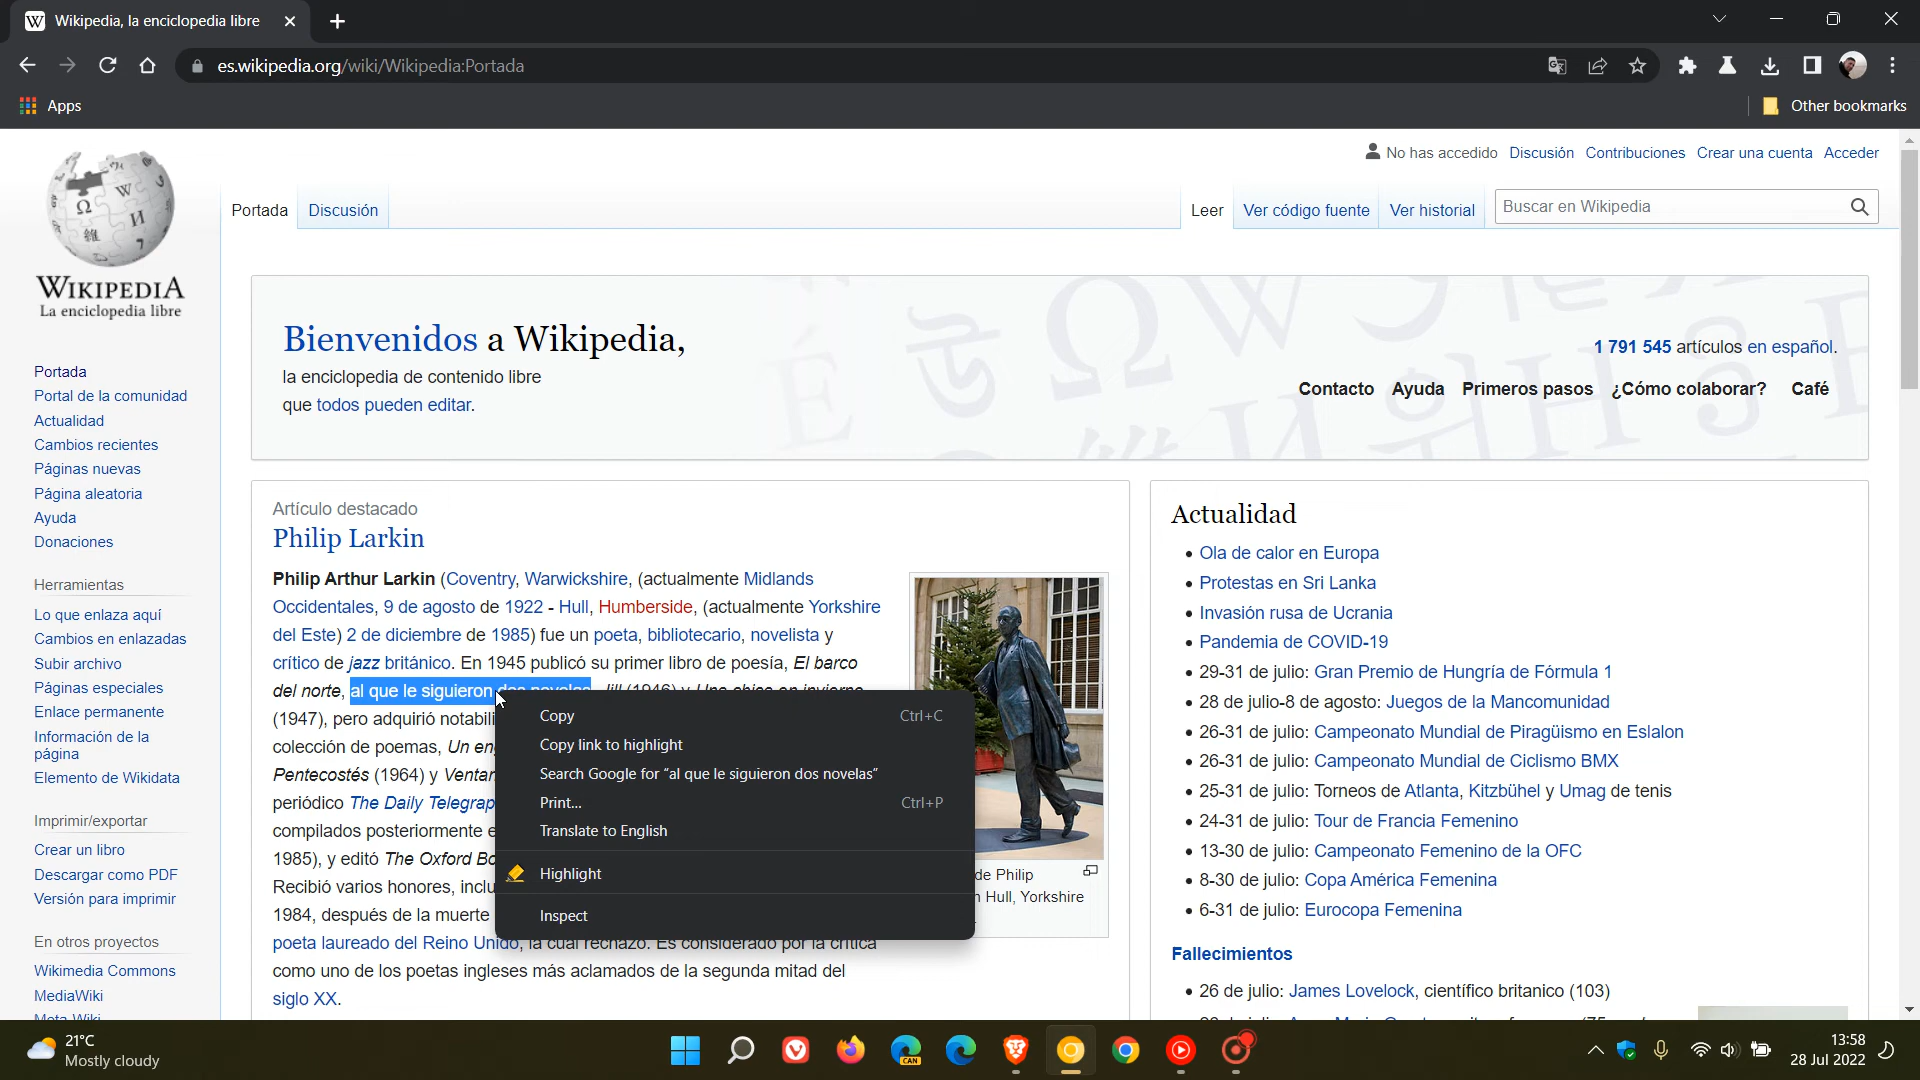 Wikipedia, la enciclopedia libre
es.wikipedia.org/wiki/Wikipedia:Portada
Apps
Other bookmarks
WIKIPEDIA
La enciclopedia libre
No has accedido Discusión Contribuciones Crear una cuenta Acceder
Portada Discusión
Leer Ver código fuente Ver historial Buscar en Wikipedia
Bienvenidos a Wikipedia,
la enciclopedia de contenido libre
que todos pueden editar.
1 791 545 artículos en español.
Contacto Ayuda Primeros pasos ¿Cómo colaborar? Café
Portada
Portal de la comunidad
Actualidad
Cambios recientes
Páginas nuevas
Página aleatoria
Ayuda
Donaciones
Herramientas
Lo que enlaza aquí
Cambios en enlazadas
Subir archivo
Páginas especiales
Enlace permanente
Información de la
página
Elemento de Wikidata
Imprimir/exportar
Crear un libro
Descargar como PDF
Versión para imprimir
En otros proyectos
Wikimedia Commons
MediaWiki
Meta-Wiki
Artículo destacado
Philip Larkin
Philip Arthur Larkin (Coventry, Warwickshire, (actualmente Midlands
Occidentales, 9 de agosto de 1922 - Hull, Humberside, (actualmente Yorkshire
del Este) 2 de diciembre de 1985) fue un poeta, bibliotecario, novelista y
crítico de jazz británico. En 1945 publicó su primer libro de poesía, El barco
del norte, al que le siguieron dos novelas, Jill (1946) y Una chica en invierno
(1947), pero adquirió notabili
colección de poemas, Un en
Pentecostés (1964) y Ventan
periódico The Daily Telegrap
compilados posteriormente e
1985), y editó The Oxford Bo
Recibió varios honores, inclu
1984, después de la muerte
poeta laureado del Reino Unido, la cual rechazó. Es considerado por la crítica
como uno de los poetas ingleses más aclamados de la segunda mitad del
siglo XX.
de Philip
n Hull, Yorkshire
Copy Ctrl+C
Copy link to highlight
Search Google for “al que le siguieron dos novelas”
Print... Ctrl+P
Translate to English
Highlight
Inspect
Actualidad
• Ola de calor en Europa
• Protestas en Sri Lanka
• Invasión rusa de Ucrania
• Pandemia de COVID-19
• 29-31 de julio: Gran Premio de Hungría de Fórmula 1
• 28 de julio-8 de agosto: Juegos de la Mancomunidad
• 26-31 de julio: Campeonato Mundial de Piragüismo en Eslalon
• 26-31 de julio: Campeonato Mundial de Ciclismo BMX
• 25-31 de julio: Torneos de Atlanta, Kitzbühel y Umag de tenis
• 24-31 de julio: Tour de Francia Femenino
• 13-30 de julio: Campeonato Femenino de la OFC
• 8-30 de julio: Copa América Femenina
• 6-31 de julio: Eurocopa Femenina
Fallecimientos
• 26 de julio: James Lovelock, científico britanico (103)
21°C
Mostly cloudy
CAN
13:58
28 Jul 2022